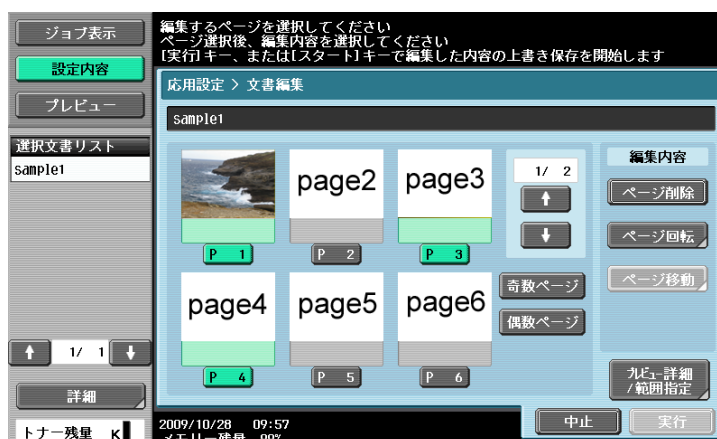 ジョブ表示
設定内容
プレビュー
選択文書リスト
sample1
1/ 1
詳細
トナー残量 K
編集するページを選択してください
ページ選択後、編集内容を選択してください
[実行]キー、または[スタート]キーで編集した内容の上書き保存を開始します
応用設定 > 文書編集
sample1
page2
page3
P 1
P 2
P 3
page4
page5
page6
P 4
P 5
P 6
1/ 2
奇数ページ
偶数ページ
編集内容
ページ削除
ページ回転
ページ移動
プレビュー詳細
/範囲指定
2009/10/28 09:57
メモリー残量 99%
中止
実行